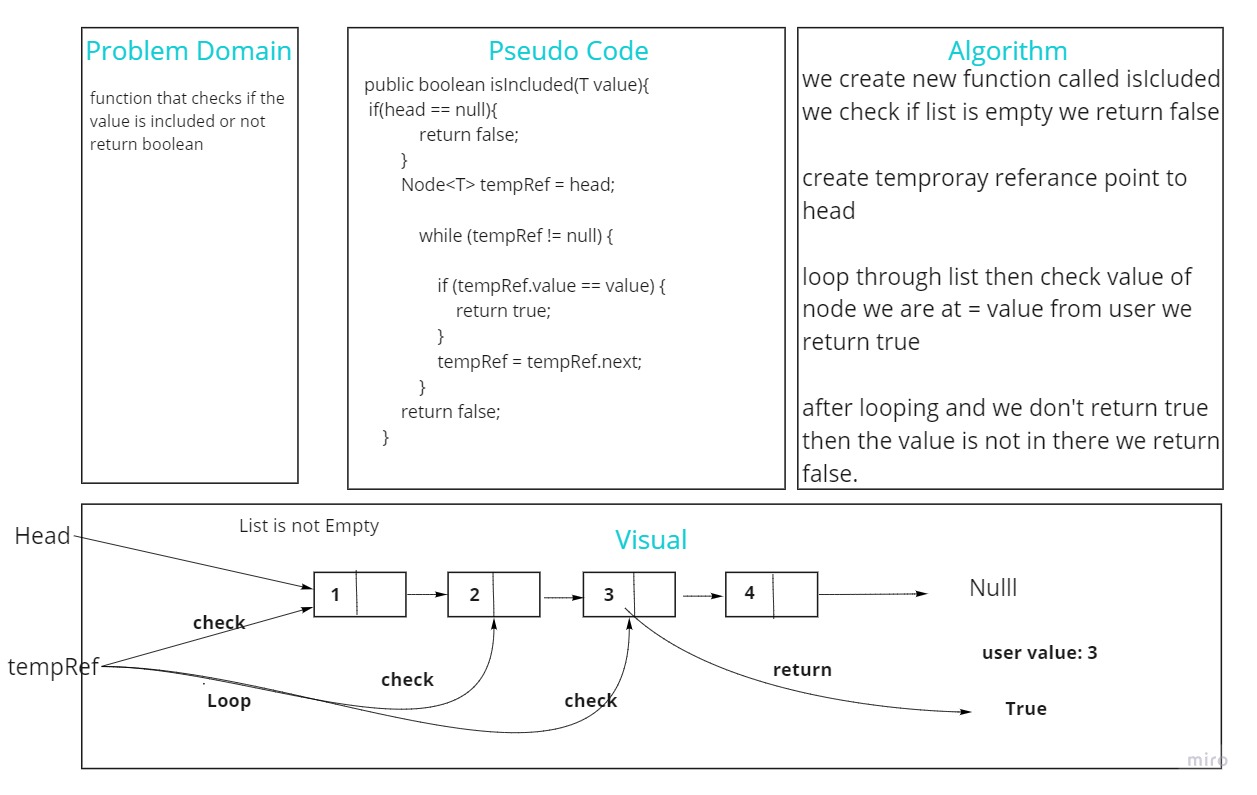 Problem Domain
function that checks if the
value is included or not
return boolean
Pseudo Code
public boolean isIncluded(T value){
if(head == null){
return false;
}
Node<T> tempRef = head;
while (tempRef != null) {
if (tempRef.value == value) {
return true;
}
tempRef = tempRef.next;
}
return false;
}
Algorithm
we create new function called isIcluded
we check if list is empty we return false
create temproray referance point to
head
loop through list then check value of
node we are at = value from user we
return true
after looping and we don't return true
then the value is not in there we return
false.
List is not Empty
Visual
Head
1
2
3
4
Nulll
check
tempRef
Loop
check
check
return
user value: 3
True
miro